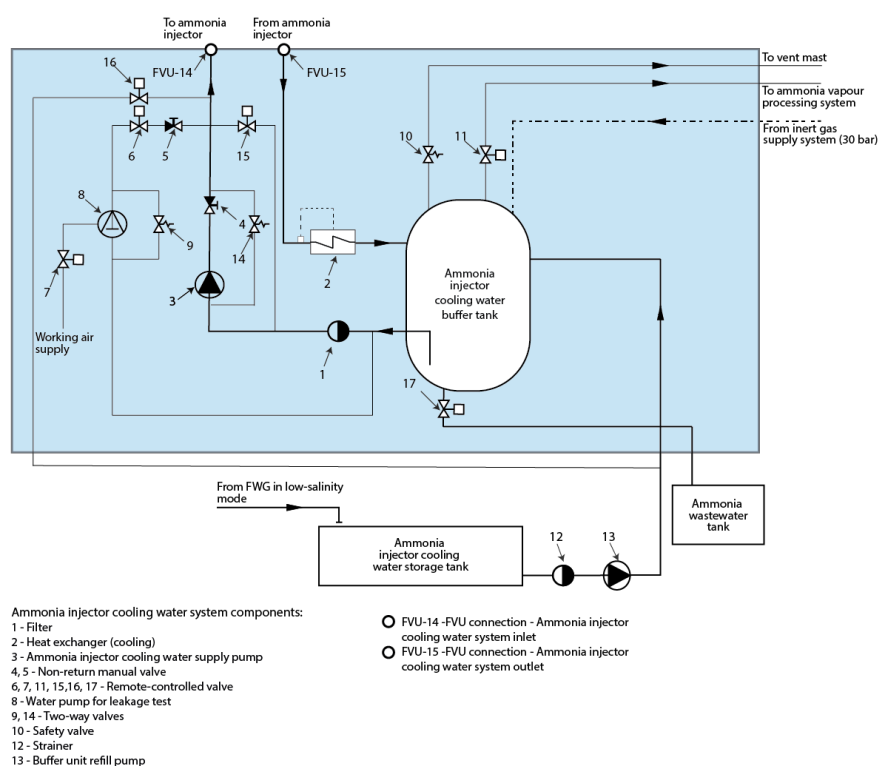 To ammonia
injector
From ammonia
injector
FVU-14
FVU-15
16
To vent mast
To ammonia vapour
processing system
From inert gas
supply system (30 bar)
6
5
15
10
11
8
9
4
14
2
7
3
Ammonia
injector
cooling water
buffer tank
Working air
supply
1
17
From FWG in low-salinity
mode
Ammonia
wastewater
tank
Ammonia
injector cooling
water storage tank
12
13
Ammonia injector cooling water system components:
1 - Filter
2 - Heat exchanger (cooling)
3 - Ammonia injector cooling water supply pump
4, 5 - Non-return manual valve
6, 7, 11, 15,16, 17 - Remote-controlled valve
8 - Water pump for leakage test
9, 14 - Two-way valves
10 - Safety valve
12 - Strainer
13 - Buffer unit refill pump
FVU-14 -FVU connection - Ammonia injector
cooling water system inlet
FVU-15 -FVU connection - Ammonia injector
cooling water system outlet